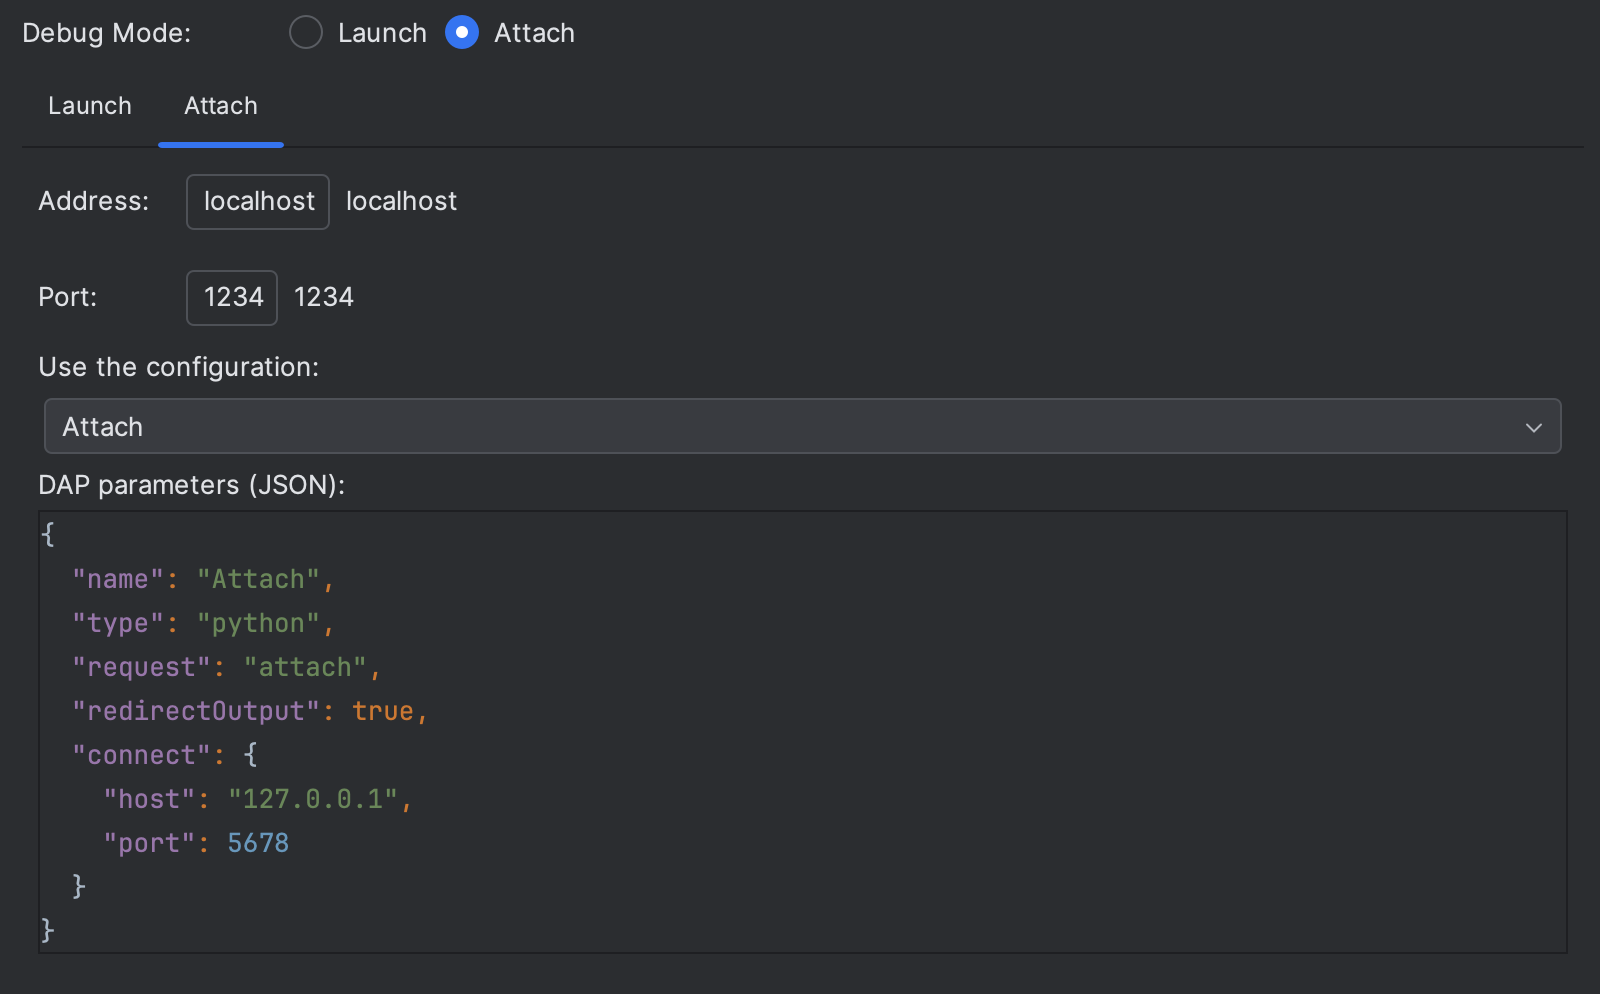 Debug Mode: Launch Attach
Launch Attach
Address: localhost localhost
Port: 1234 1234
Use the configuration:
Attach
DAP parameters (JSON):
{
  "name": "Attach",
  "type": "python",
  "request": "attach",
  "redirectOutput": true,
  "connect": {
    "host": "127.0.0.1",
    "port": 5678
  }
}